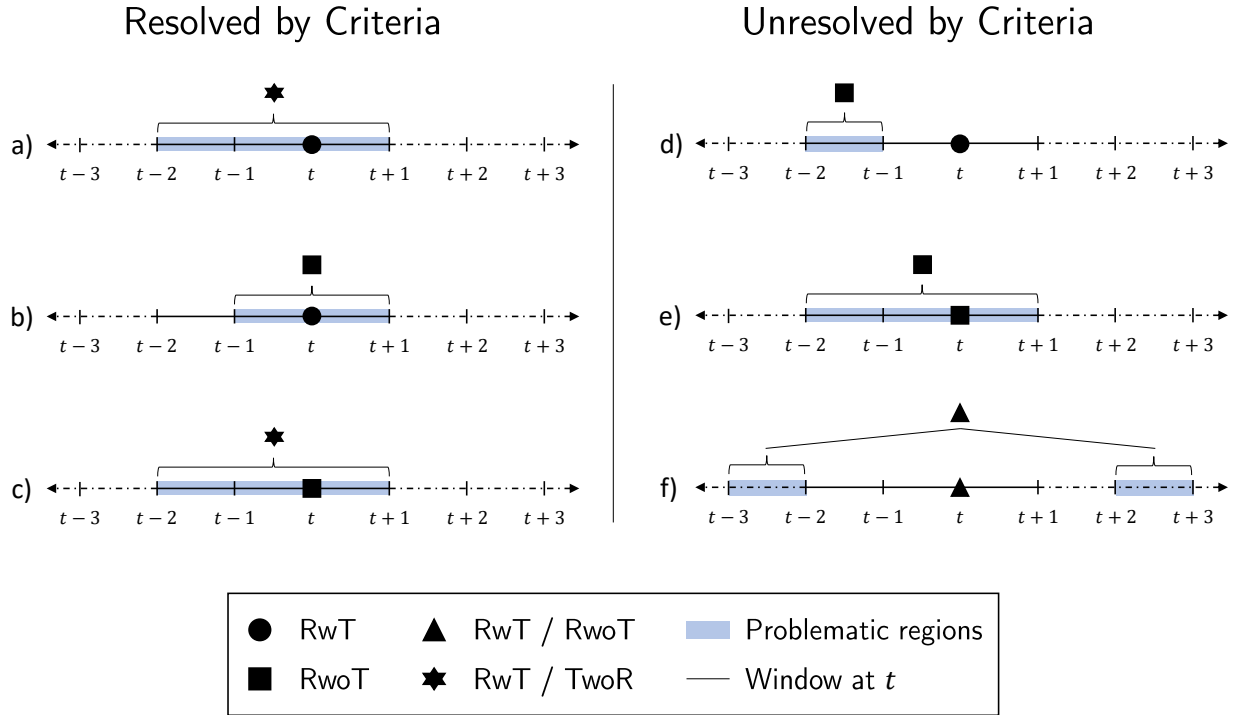 Resolved by Criteria
Unresolved by Criteria
a)
t − 3 t − 2 t − 1 t t + 1 t + 2 t + 3
b)
t − 3 t − 2 t − 1 t t + 1 t + 2 t + 3
c)
t − 3 t − 2 t − 1 t t + 1 t + 2 t + 3
d)
t − 3 t − 2 t − 1 t t + 1 t + 2 t + 3
e)
t − 3 t − 2 t − 1 t t + 1 t + 2 t + 3
f)
t − 3 t − 2 t − 1 t t + 1 t + 2 t + 3
RwT RwT / RwoT Problematic regions
RwoT RwT / TwoR Window at t